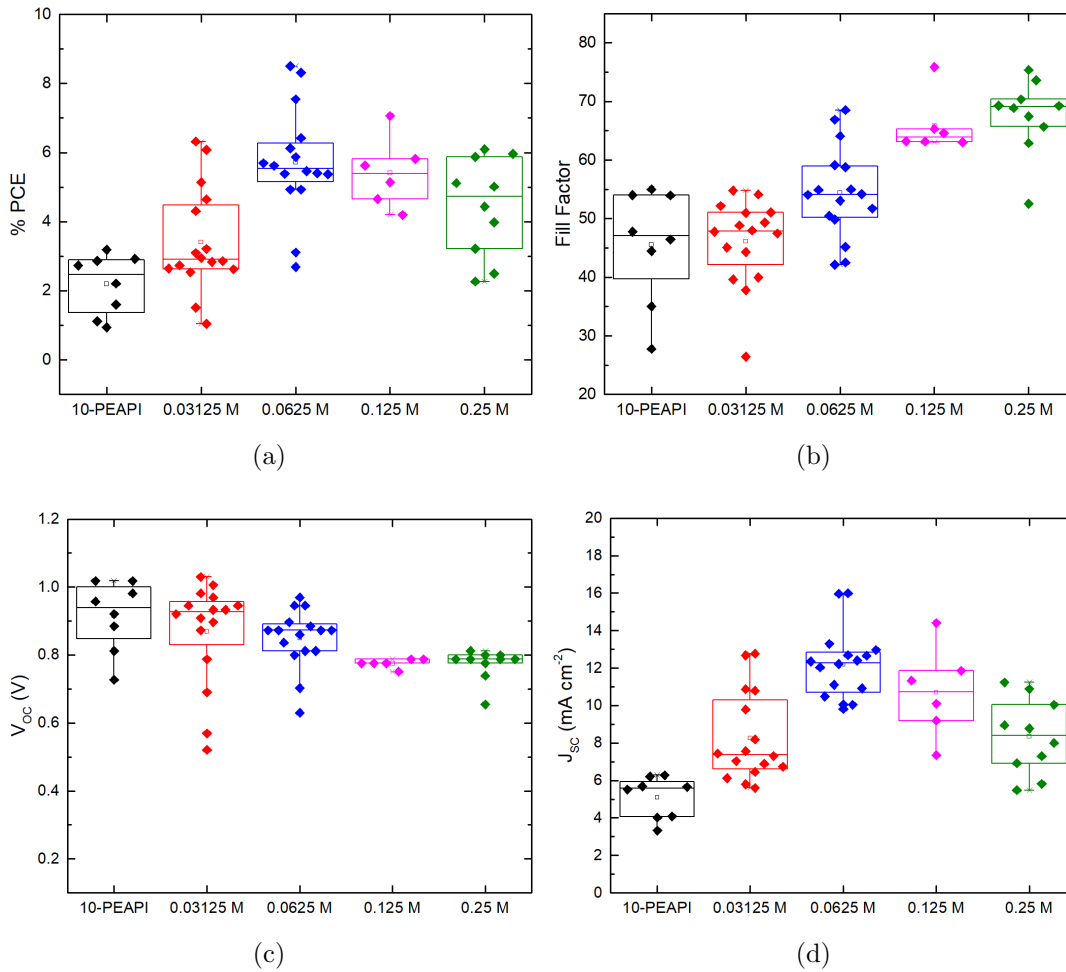 % PCE
10
8
6
4
2
0
10-PEAPI 0.03125 M 0.0625 M 0.125 M 0.25 M
(a)
Fill Factor
80
70
60
50
40
30
20
10-PEAPI 0.03125 M 0.0625 M 0.125 M 0.25 M
(b)
V_OC (V)
1.2
1.0
0.8
0.6
0.4
0.2
10-PEAPI 0.03125 M 0.0625 M 0.125 M 0.25 M
(c)
J_SC (mA cm⁻²)
20
18
16
14
12
10
8
6
4
2
0
10-PEAPI 0.03125 M 0.0625 M 0.125 M 0.25 M
(d)